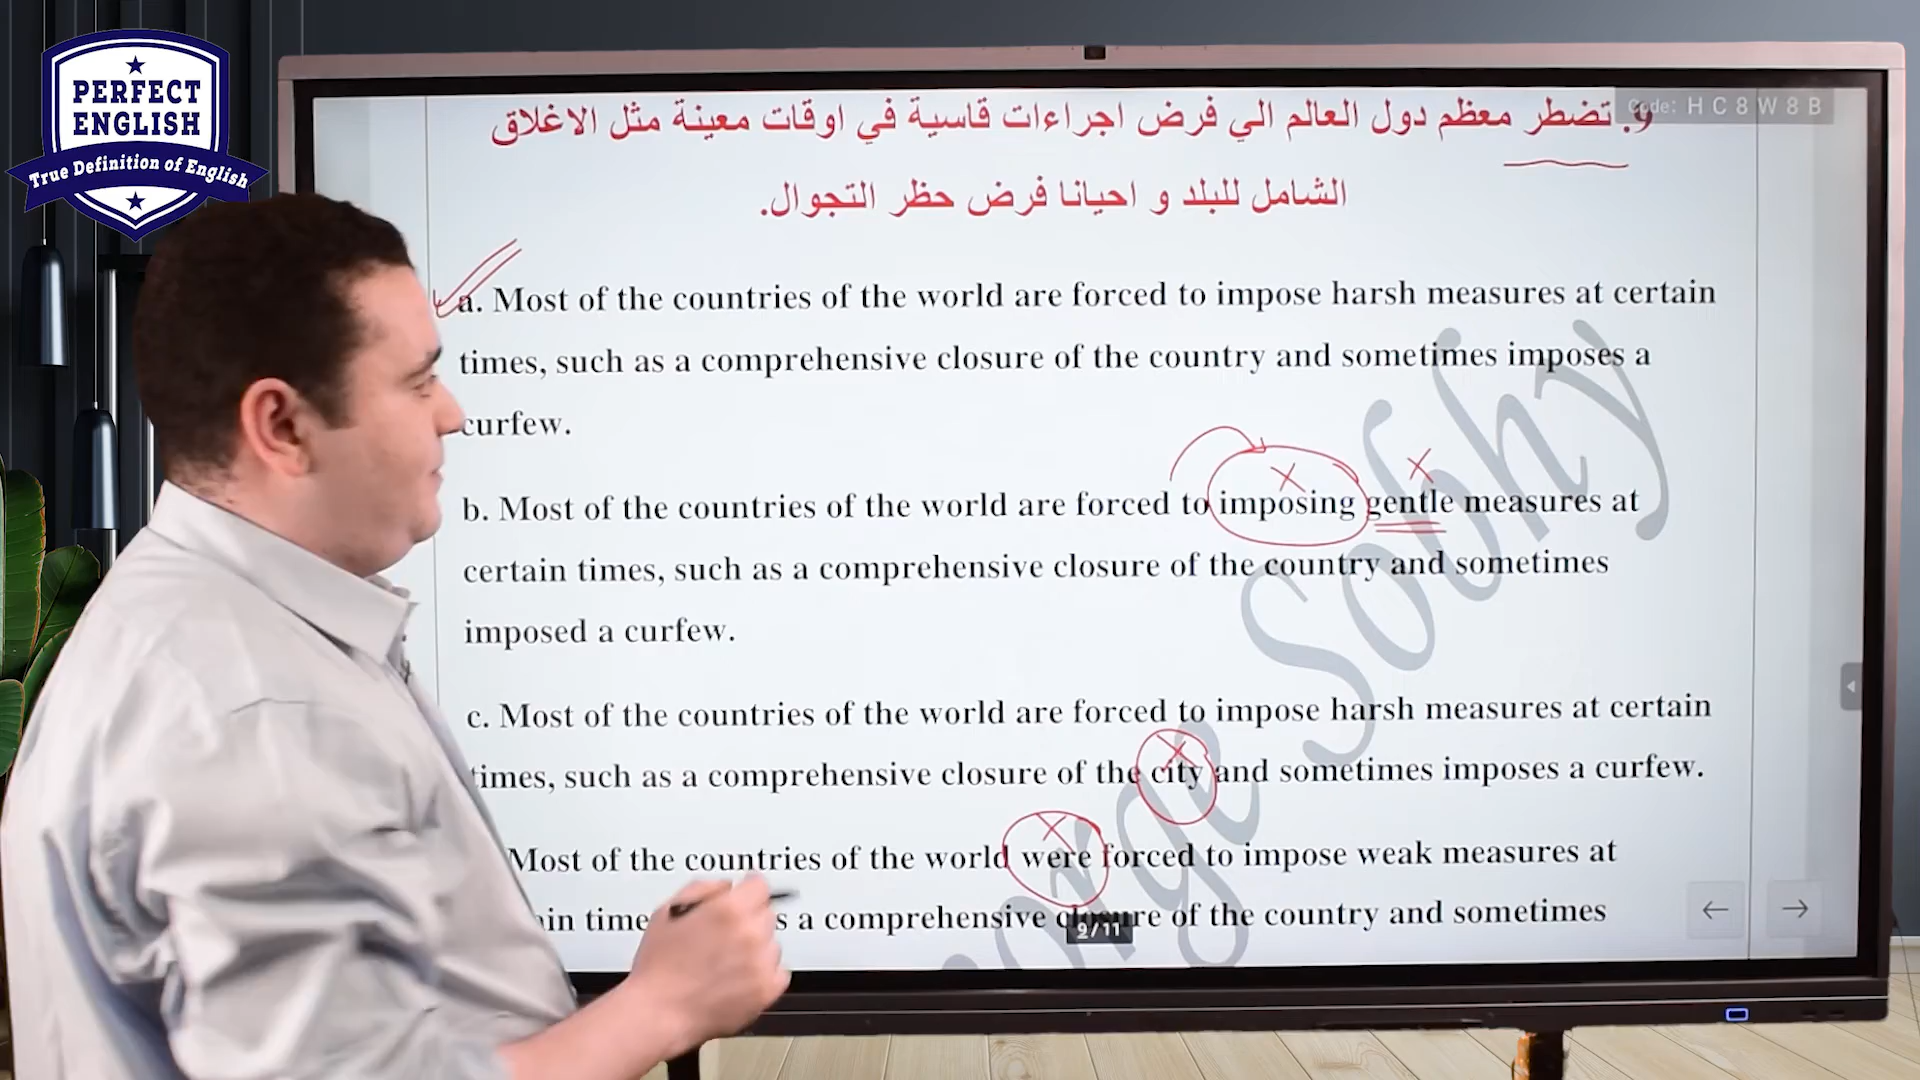 PERFECT
ENGLISH
True Definition of English
Code: HC8W8B
9. تضطر معظم دول العالم الي فرض اجراءات قاسية في اوقات معينة مثل الاغلاق
الشامل للبلد و احيانا فرض حظر التجوال.
a. Most of the countries of the world are forced to impose harsh measures at certain
times, such as a comprehensive closure of the country and sometimes imposes a
curfew.
b. Most of the countries of the world are forced to imposing gentle measures at
certain times, such as a comprehensive closure of the country and sometimes
imposed a curfew.
c. Most of the countries of the world are forced to impose harsh measures at certain
times, such as a comprehensive closure of the city and sometimes imposes a curfew.
Most of the countries of the world were forced to impose weak measures at
time a comprehensive closure of the country and sometimes
9/11
Sobhy